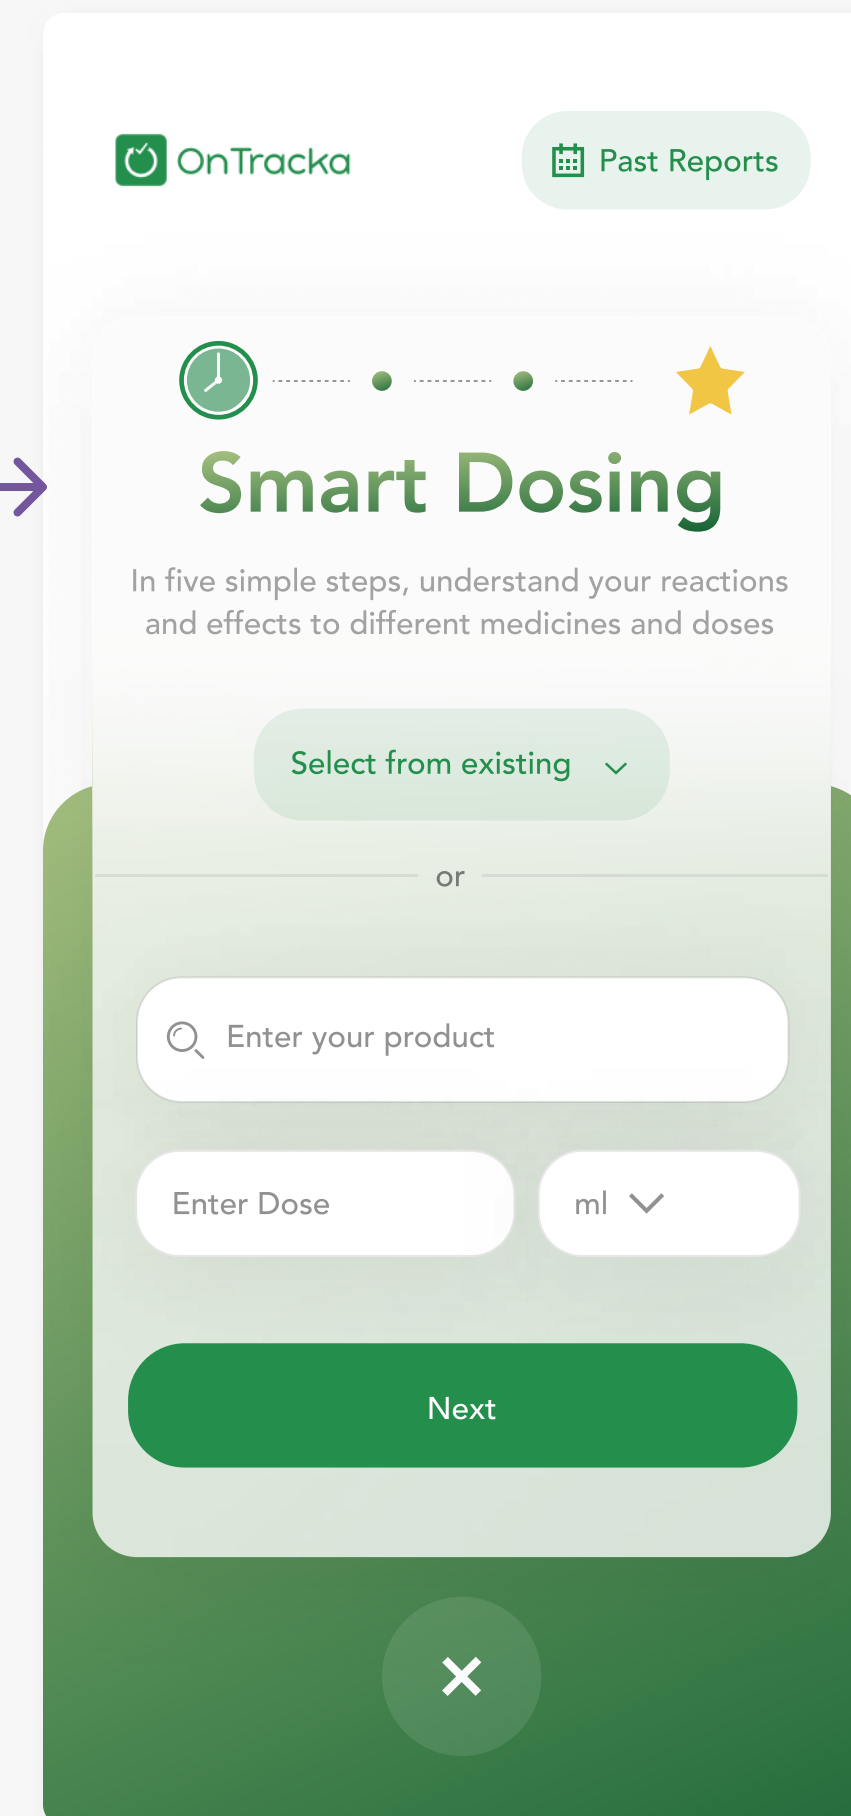 OnTracka
Past Reports
Smart Dosing
In five simple steps, understand your reactions
and effects to different medicines and doses
Select from existing
or
Enter your product
Enter Dose
ml
Next